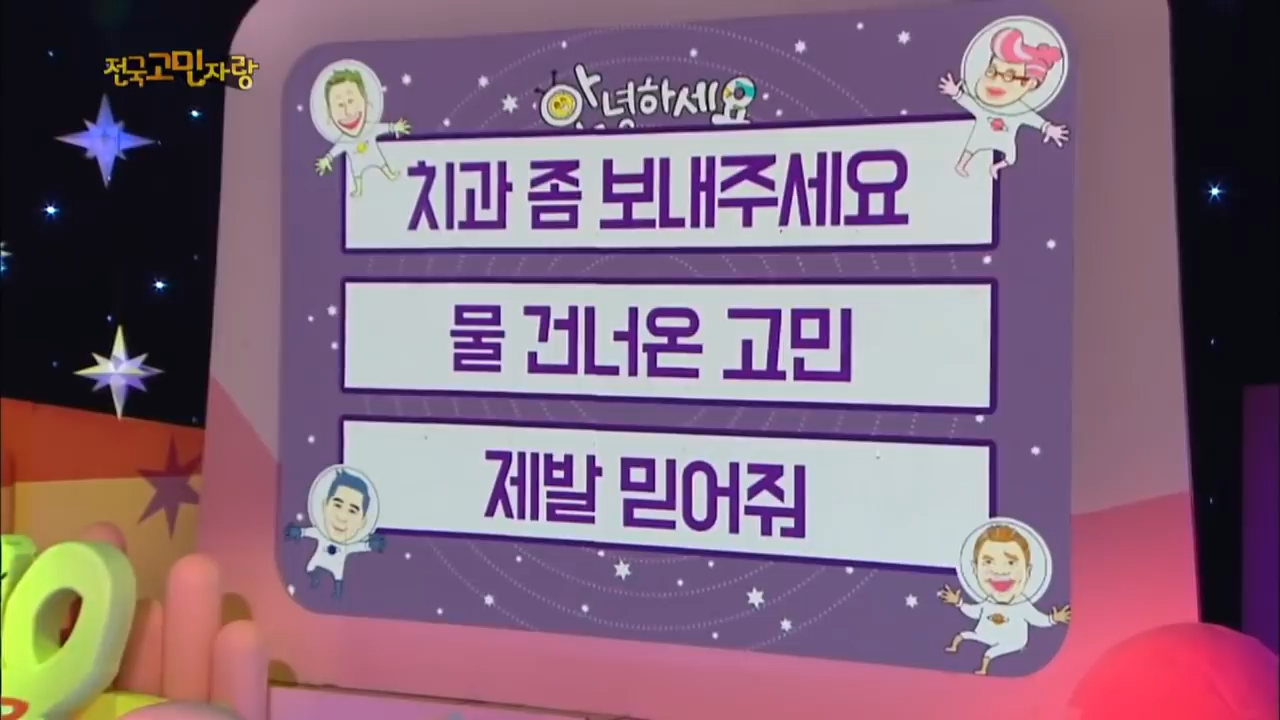 전국고민자랑
안녕하세요
치과 좀 보내주세요
물 건너온 고민
제발 믿어줘